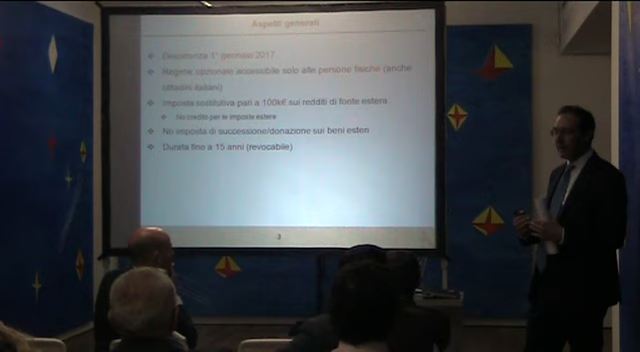 Aspetti generali
Decorrenza 1° gennaio 2017
Regime opzionale accessibile solo alle persone fisiche (anche
cittadini italiani)
Imposta sostitutiva pari a 100k€ sui redditi di fonte estera
No credito per le imposte estere
No imposta di successione/donazione sui beni esteri
Durata fino a 15 anni (revocabile)
3